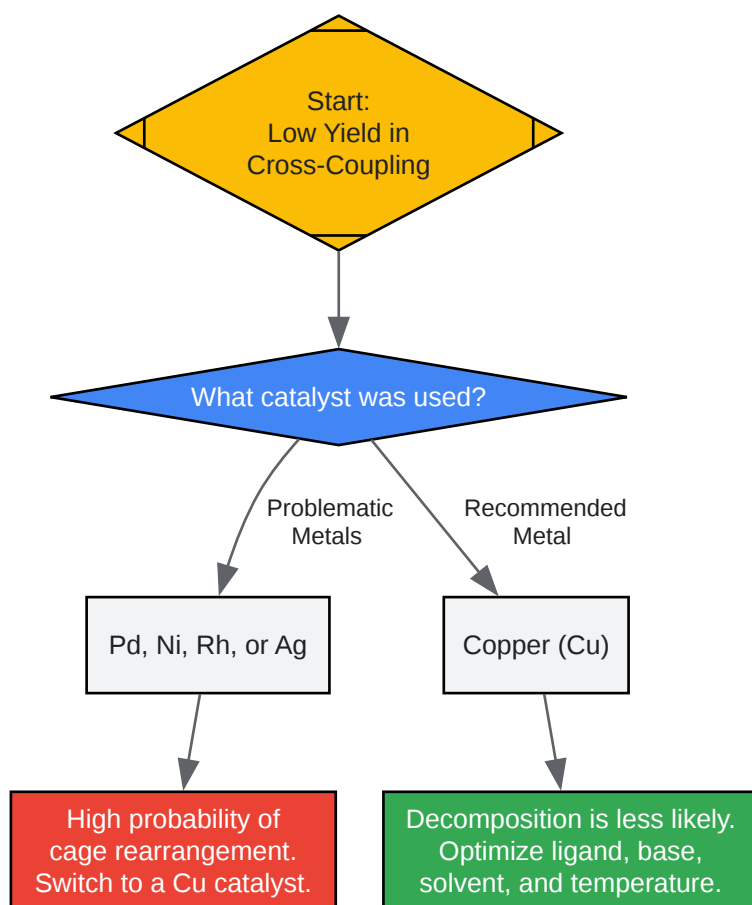 Start:
Low Yield in
Cross-Coupling
What catalyst was used?
Problematic
Metals
Recommended
Metal
Pd, Ni, Rh, or Ag
Copper (Cu)
High probability of
cage rearrangement.
Switch to a Cu catalyst.
Decomposition is less likely.
Optimize ligand, base,
solvent, and temperature.